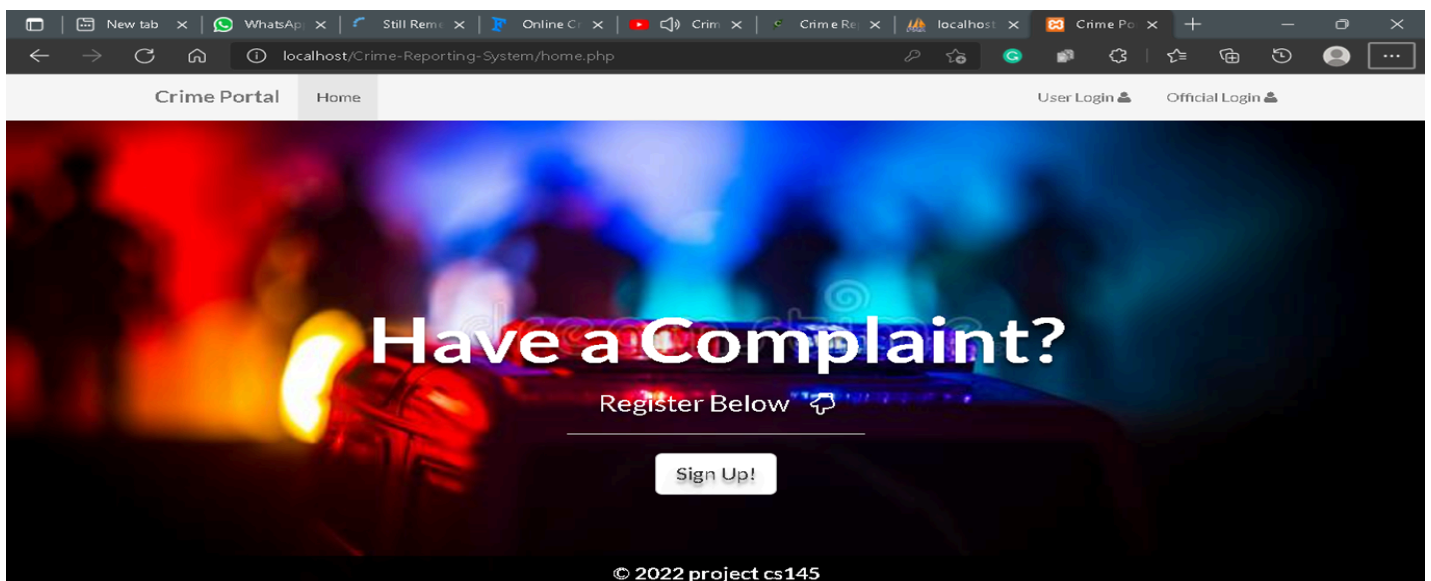 New tab WhatsAp Still Reme Online Cr Crim Crime Re localhost Crime Po
localhost/Crime-Reporting-System/home.php
Crime Portal Home User Login Official Login
dreamstime
Have a Complaint?
Register Below
Sign Up!
© 2022 project cs145